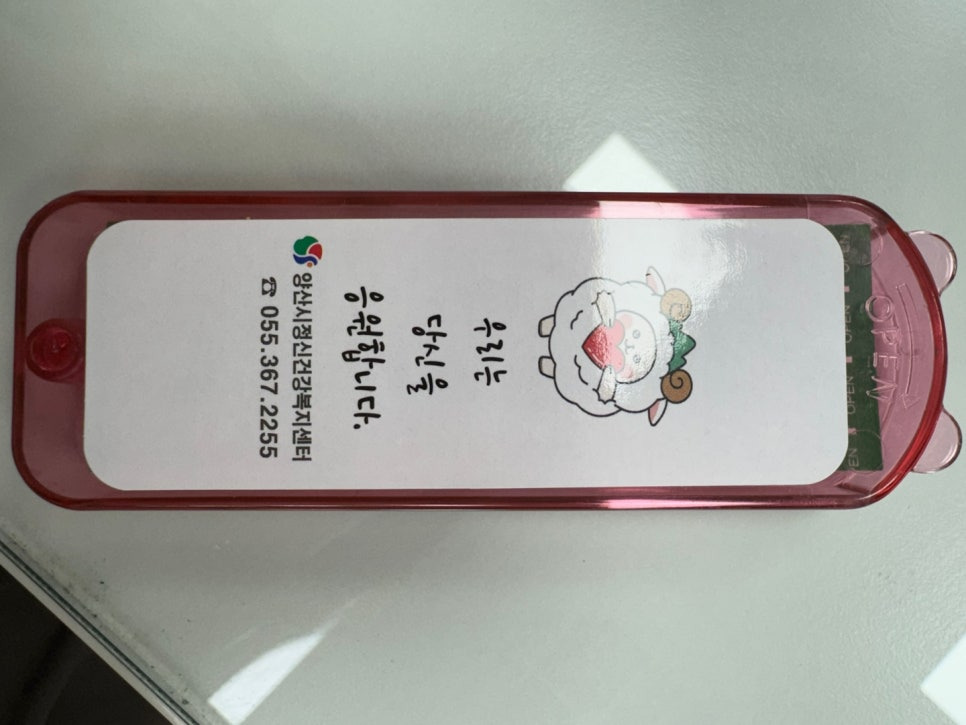 OPEN
우리는
당신을
응원합니다.
양산시정신건강복지센터
☎ 055.367.2255